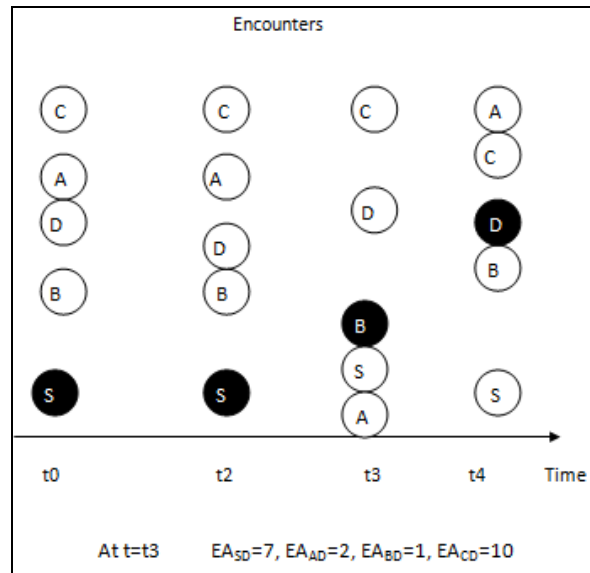 Encounters
C C C A
A A C
D D D D
B B B B
S S S S
A
t0 t2 t3 t4 Time
At t=t3 EASD=7, EAAD=2, EABD=1, EACD=10